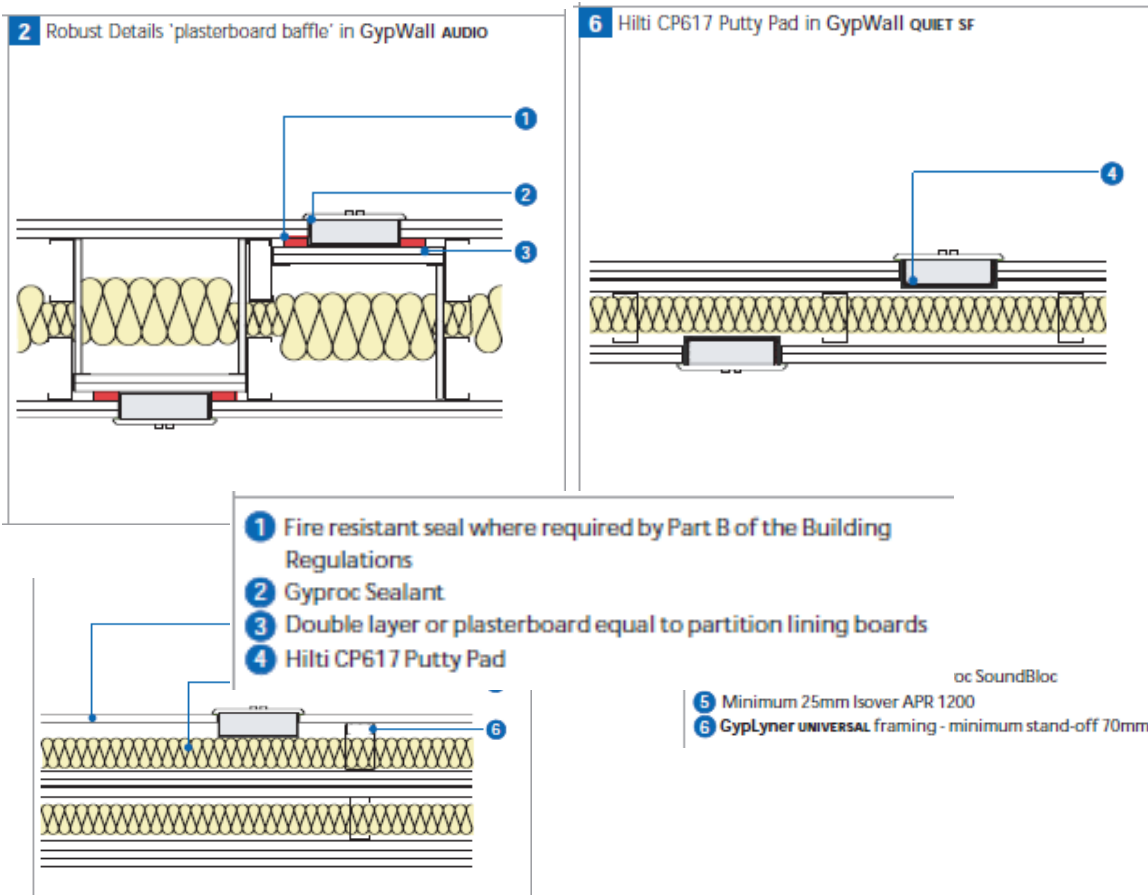 2 Robust Details 'plasterboard baffle' in GypWall AUDIO
1
2
3
6 Hilti CP617 Putty Pad in GypWall QUIET SF
4
1 Fire resistant seal where required by Part B of the Building
Regulations
2 Gyproc Sealant
3 Double layer or plasterboard equal to partition lining boards
4 Hilti CP617 Putty Pad
oc SoundBloc
5 Minimum 25mm Isover APR 1200
6 GypLyner UNIVERSAL framing - minimum stand-off 70mm
6